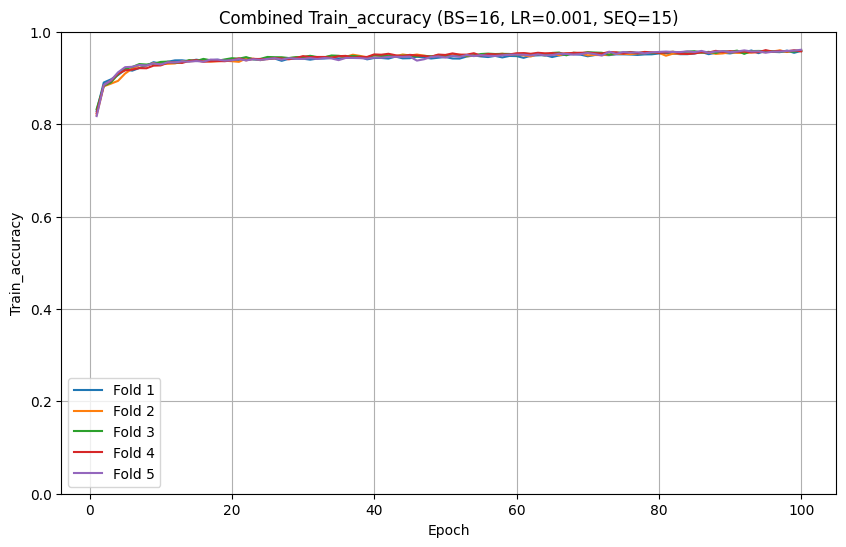 Combined Train_accuracy (BS=16, LR=0.001, SEQ=15)
1.0
0.8
0.6
0.4
0.2
0.0
Train_accuracy
Fold 1
Fold 2
Fold 3
Fold 4
Fold 5
0 20 40 60 80 100
Epoch